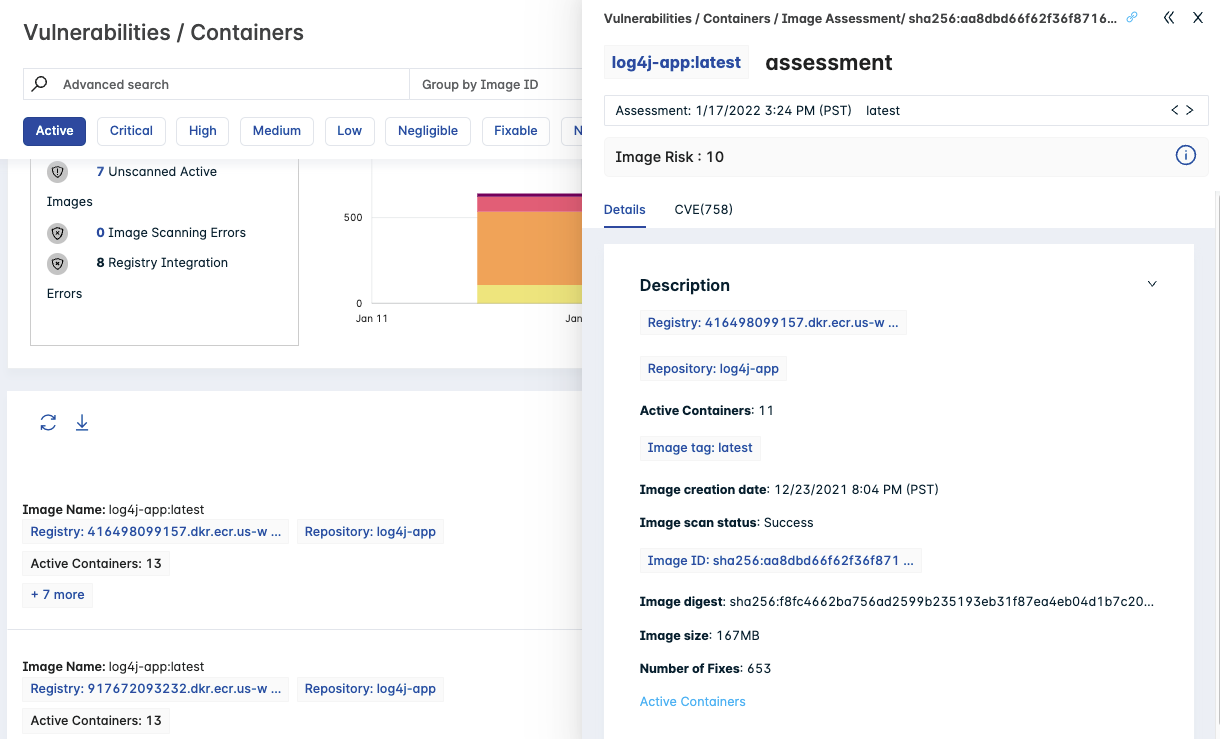 Vulnerabilities / Containers
Advanced search
Group by Image ID
Active
Critical
High
Medium
Low
Negligible
Fixable
N
7 Unscanned Active
Images
0 Image Scanning Errors
8 Registry Integration
Errors
500
0
Jan 11
Jan
Image Name: log4j-app:latest
Registry: 416498099157.dkr.ecr.us-w ...
Repository: log4j-app
Active Containers: 13
+ 7 more
Image Name: log4j-app:latest
Registry: 917672093232.dkr.ecr.us-w ...
Repository: log4j-app
Active Containers: 13
Vulnerabilities / Containers / Image Assessment/ sha256:aa8dbd66f62f36f8716...
log4j-app:latest assessment
Assessment: 1/17/2022 3:24 PM (PST) latest
Image Risk : 10
Details
CVE(758)
Description
Registry: 416498099157.dkr.ecr.us-w ...
Repository: log4j-app
Active Containers: 11
Image tag: latest
Image creation date: 12/23/2021 8:04 PM (PST)
Image scan status: Success
Image ID: sha256:aa8dbd66f62f36f871 ...
Image digest: sha256:f8fc4662ba756ad2599b235193eb31f87ea4eb04d1b7c20...
Image size: 167MB
Number of Fixes: 653
Active Containers